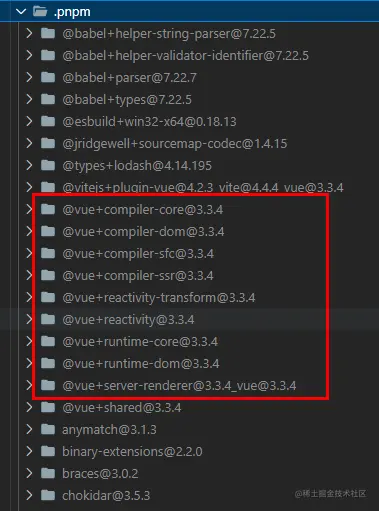 .pnpm
@babel+helper-string-parser@7.22.5
@babel+helper-validator-identifier@7.22.5
@babel+parser@7.22.7
@babel+types@7.22.5
@esbuild+win32-x64@0.18.13
@jridgewell+sourcemap-codec@1.4.15
@types+lodash@4.14.195
@vitejs+plugin-vue@4.2.3_vite@4.4.4_vue@3.3.4
@vue+compiler-core@3.3.4
@vue+compiler-dom@3.3.4
@vue+compiler-sfc@3.3.4
@vue+compiler-ssr@3.3.4
@vue+reactivity-transform@3.3.4
@vue+reactivity@3.3.4
@vue+runtime-core@3.3.4
@vue+runtime-dom@3.3.4
@vue+server-renderer@3.3.4_vue@3.3.4
@vue+shared@3.3.4
anymatch@3.1.3
binary-extensions@2.2.0
braces@3.0.2
chokidar@3.5.3
@稀土掘金技术社区